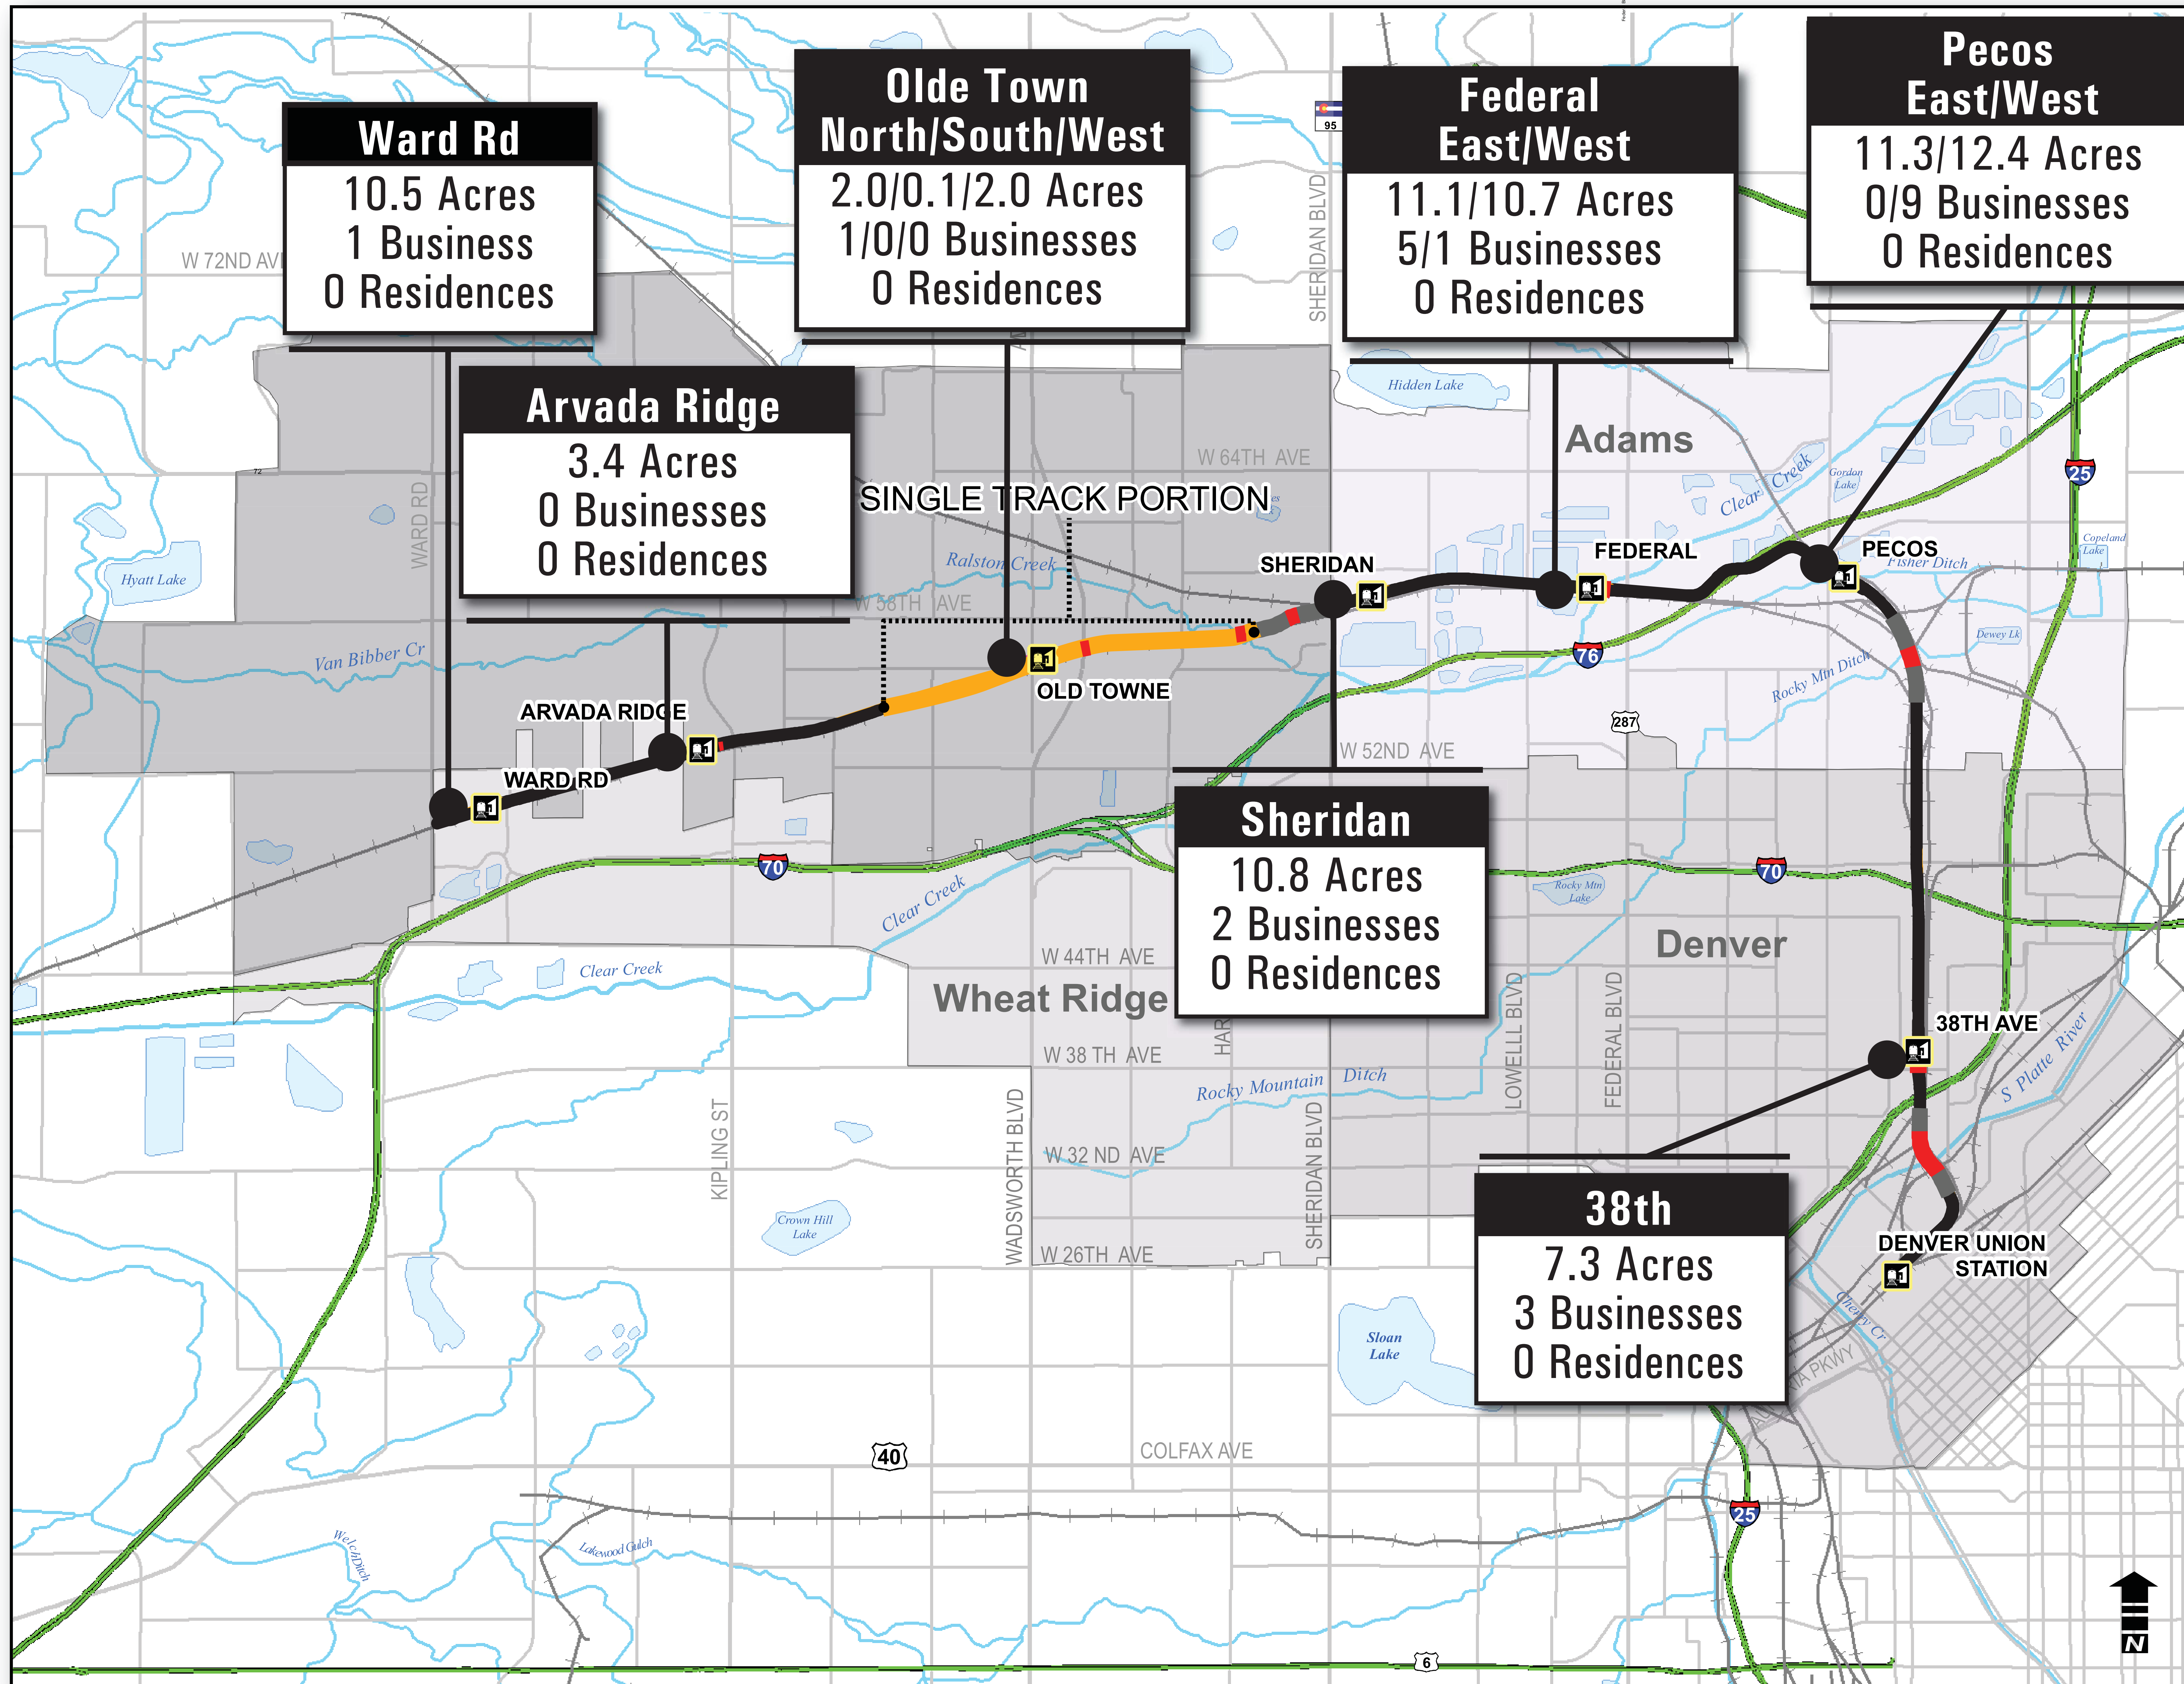 Pecos
East/West
11.3/12.4 Acres
0/9 Businesses
0 Residences
Olde Town
North/South/West
2.0/0.1/2.0 Acres
1/0/0 Businesses
0 Residences
Federal
East/West
11.1/10.7 Acres
5/1 Businesses
0 Residences
Ward Rd
10.5 Acres
1 Business
0 Residences
95
SHERIDAN BLVD
W 72ND AV
Arvada Ridge
3.4 Acres
0 Businesses
0 Residences
Hidden Lake
Adams
W 64TH AVE
72
WARD RD
SINGLE TRACK PORTION
Clear Creek
Gordon
Lake
25
Ralston Creek
SHERIDAN
FEDERAL
PECOS
Fisher Ditch
Copeland
Lake
Hyatt Lake
W 58TH AVE
Dewey Lk
Van Bibber Cr
76
Rocky Mtn Ditch
OLD TOWNE
ARVADA RIDGE
287
W 52ND AVE
WARD RD
Sheridan
10.8 Acres
2 Businesses
0 Residences
70
70
Rocky Mtn
Lake
Clear Creek
Denver
W 44TH AVE
Clear Creek
Wheat Ridge
LOWELL BLVD
FEDERAL BLVD
38TH AVE
HAR
W 38 TH AVE
S Platte River
Rocky Mountain Ditch
KIPLING ST
WADSWORTH BLVD
SHERIDAN BLVD
W 32 ND AVE
38th
7.3 Acres
3 Businesses
0 Residences
Crown Hill
Lake
W 26TH AVE
DENVER UNION
STATION
Cherry Cr
Sloan
Lake
IA PKWY
40
COLFAX AVE
25
Welch Ditch
Lakewood Gulch
6
N